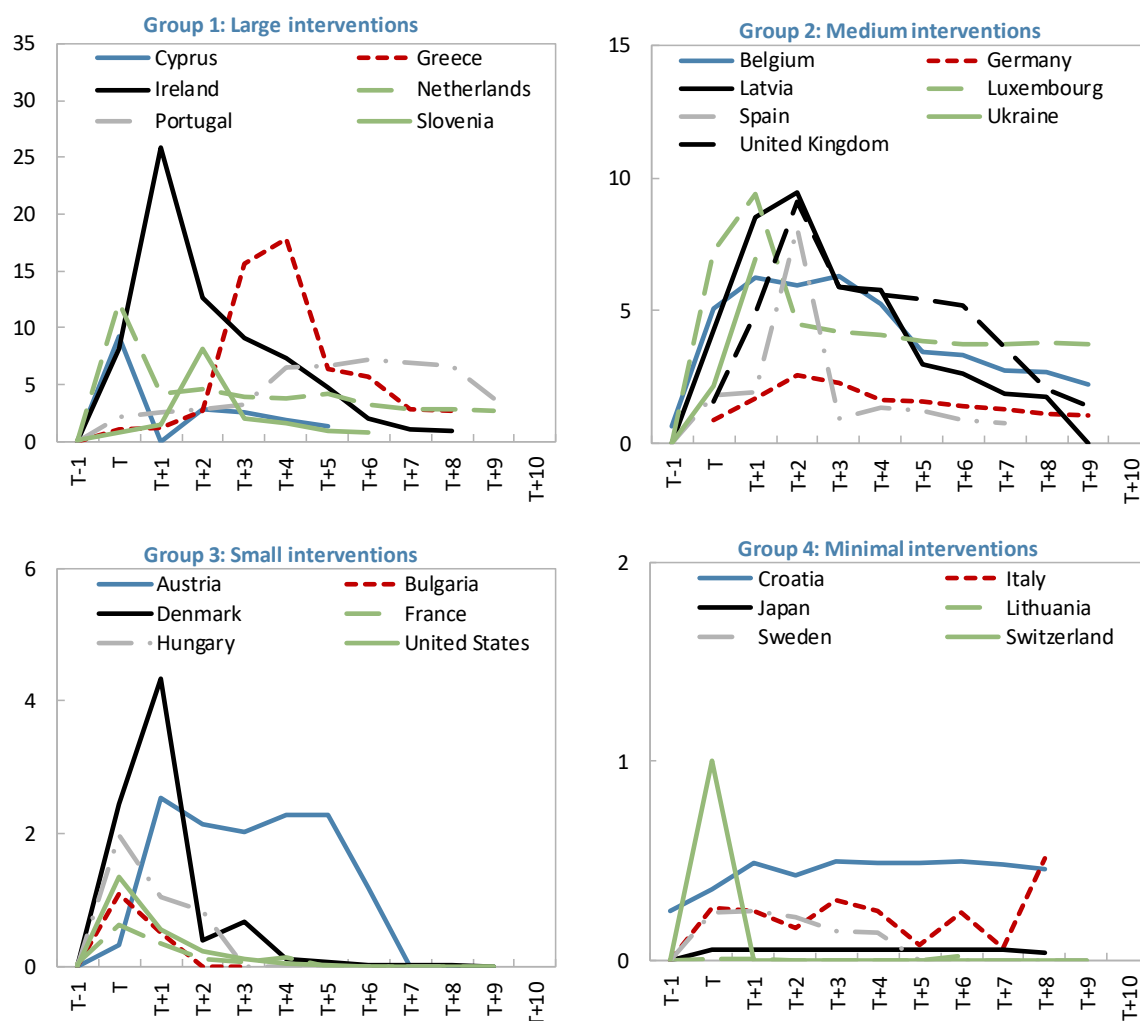 Group 1: Large interventions
35
30
25
20
15
10
5
0
Cyprus
Greece
Ireland
Netherlands
Portugal
Slovenia
T-1
T
T+1
T+2
T+3
T+4
T+5
T+6
T+7
T+8
T+9
T+10
Group 2: Medium interventions
15
10
5
0
Belgium
Germany
Latvia
Luxembourg
Spain
Ukraine
United Kingdom
T-1
T
T+1
T+2
T+3
T+4
T+5
T+6
T+7
T+8
T+9
T+10
Group 3: Small interventions
6
4
2
0
Austria
Bulgaria
Denmark
France
Hungary
United States
T-1
T
T+1
T+2
T+3
T+4
T+5
T+6
T+7
T+8
T+9
T+10
Group 4: Minimal interventions
2
1
0
Croatia
Italy
Japan
Lithuania
Sweden
Switzerland
T-1
T
T+1
T+2
T+3
T+4
T+5
T+6
T+7
T+8
T+9
T+10